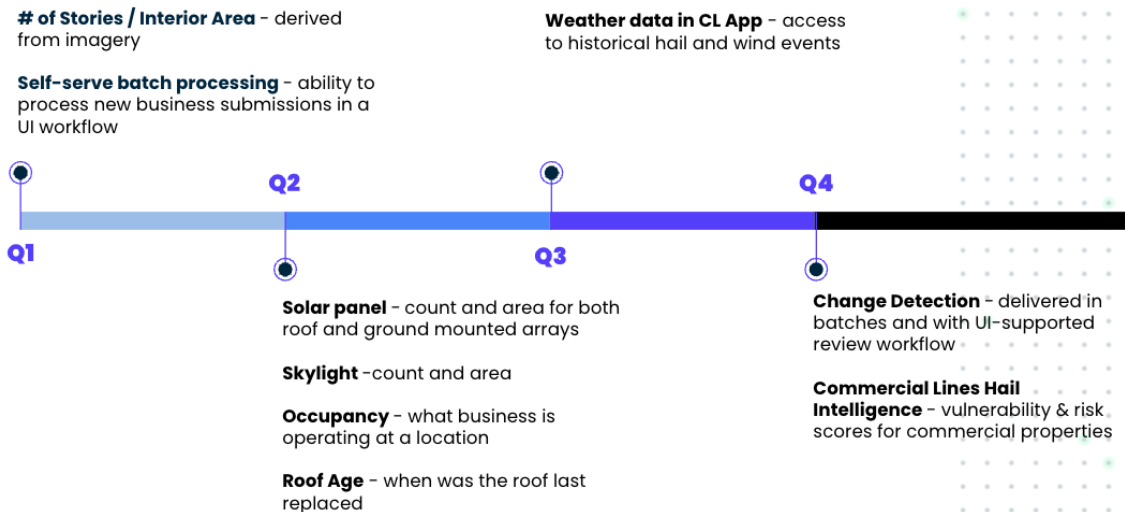 # of Stories / Interior Area - derived
from imagery
Self-serve batch processing - ability to
process new business submissions in a
UI workflow
Weather data in CL App - access
to historical hail and wind events
Q1
Q2
Q3
Q4
Solar panel - count and area for both
roof and ground mounted arrays
Skylight -count and area
Occupancy - what business is
operating at a location
Roof Age - when was the roof last
replaced
Change Detection - delivered in
batches and with UI-supported
review workflow
Commercial Lines Hail
Intelligence - vulnerability & risk
scores for commercial properties